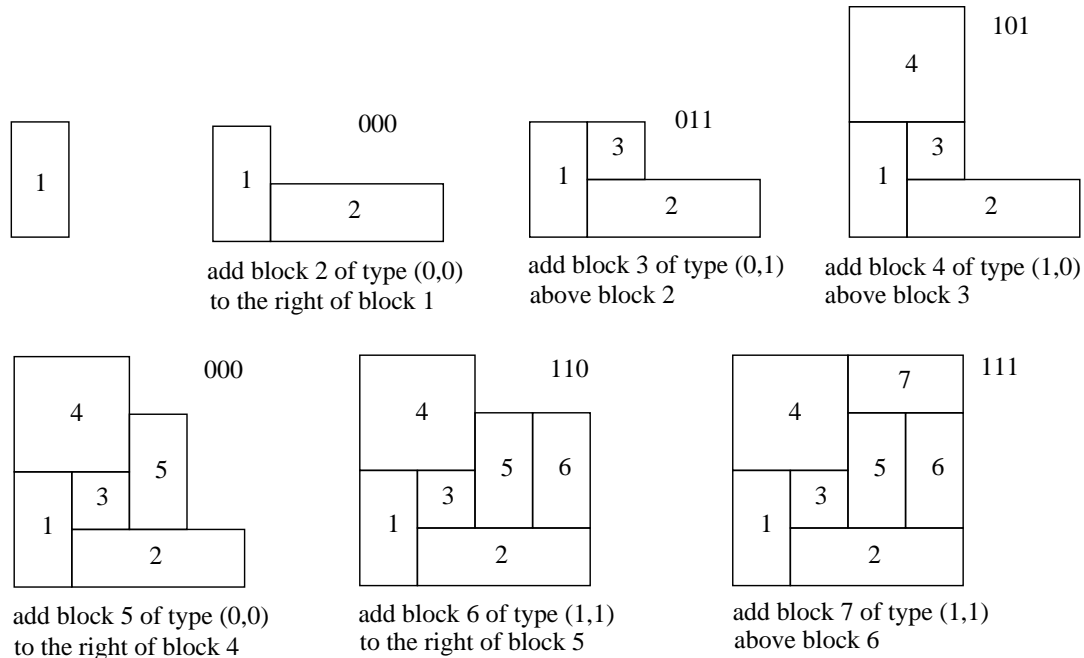 1
000
1
2
add block 2 of type (0,0)
to the right of block 1
011
3
1
2
add block 3 of type (0,1)
above block 2
101
4
3
1
2
add block 4 of type (1,0)
above block 3
000
4
5
3
1
2
add block 5 of type (0,0)
to the right of block 4
110
4
5
6
3
1
2
add block 6 of type (1,1)
to the right of block 5
111
7
4
5
6
3
1
2
add block 7 of type (1,1)
above block 6